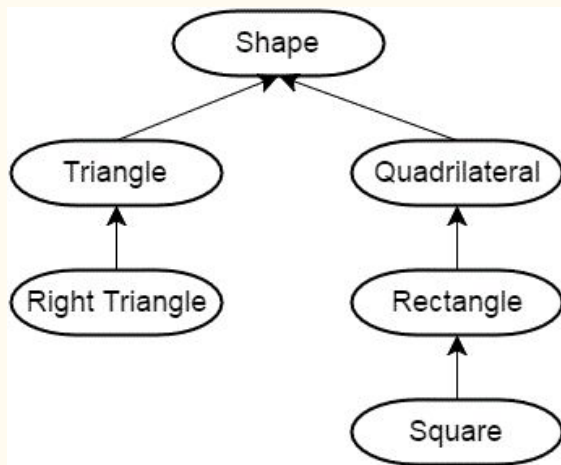 Shape
Triangle
Quadrilateral
Right Triangle
Rectangle
Square